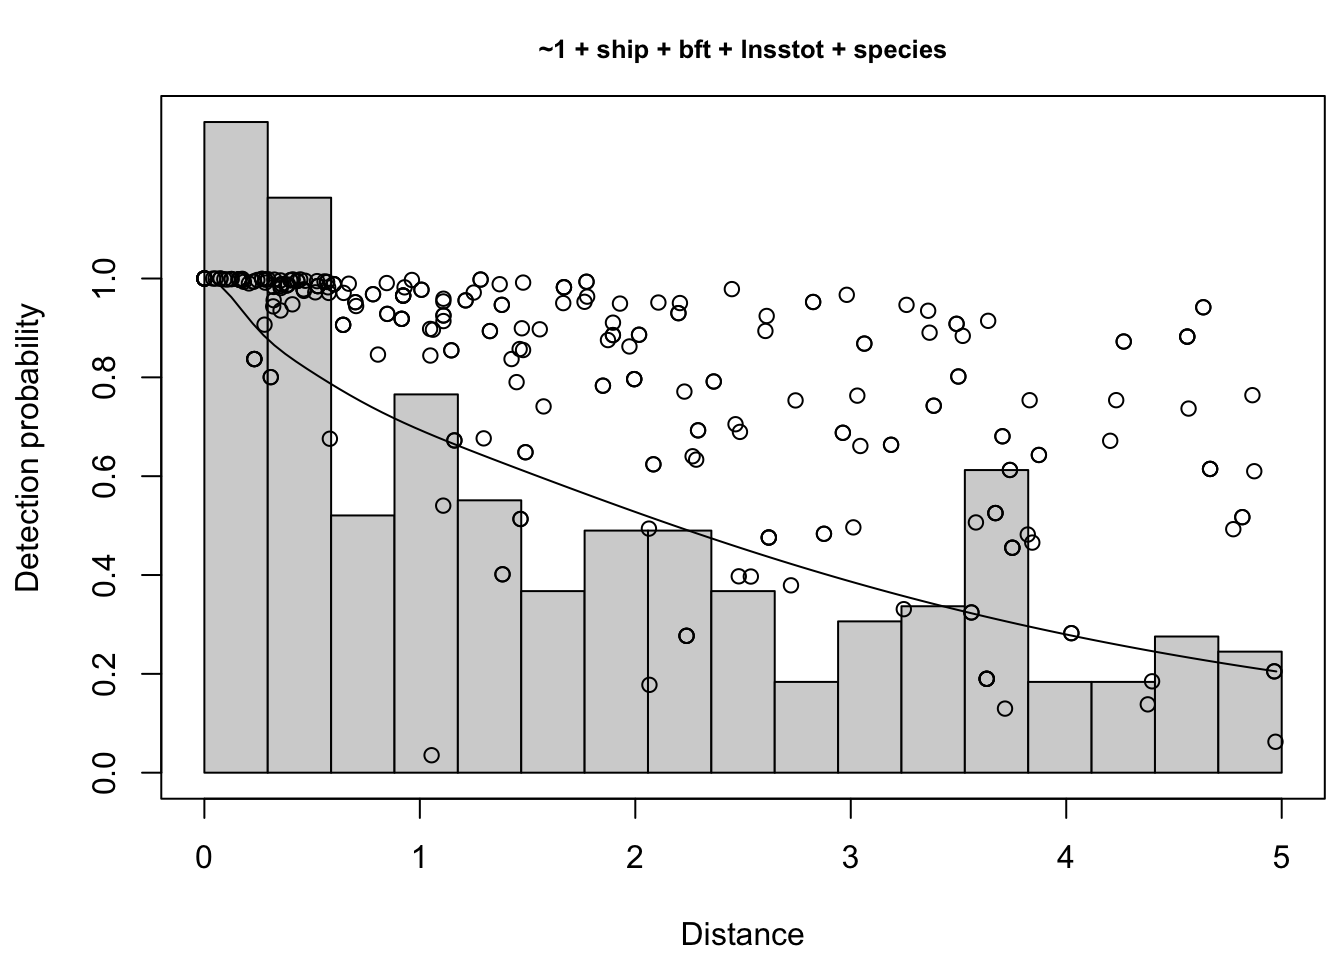 ~1 + ship + bft + lnsstot + species
Detection probability
1.0
0.8
0.6
0.4
0.2
0.0
0 1 2 3 4 5
Distance